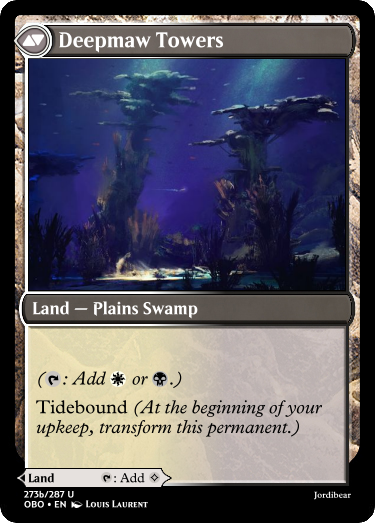 Deepmaw Towers
Land — Plains Swamp
(: Add or .)
Tidebound (At the beginning of your
upkeep, transform this permanent.)
Land : Add
273b/287 U
OBO • EN Louis Laurent
Jordibear